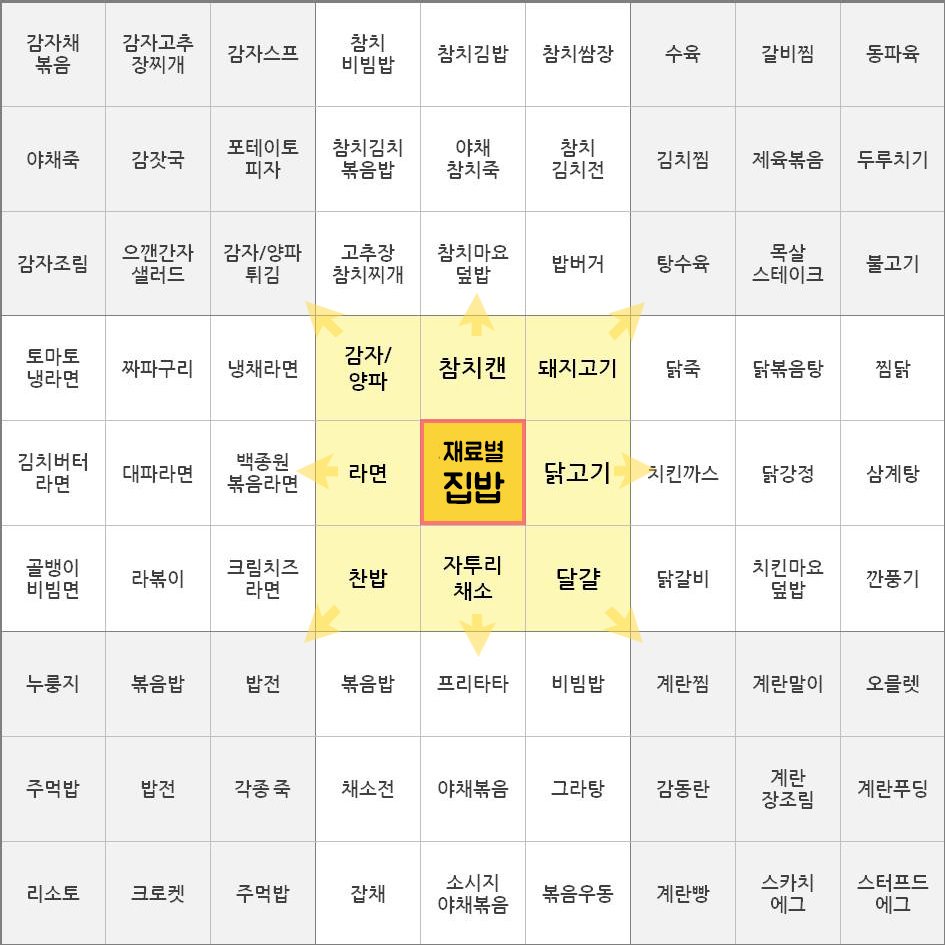 감자채
볶음
감자고추
장찌개
감자스프
참치
비빔밥
참치김밥
참치쌈장
수육
갈비찜
동파육
야채죽
감잣국
포테이토
피자
참치김치
볶음밥
야채
참치죽
참치
김치전
김치찜
제육볶음
두루치기
감자조림
으깬간자
샐러드
감자/양파
튀김
고추장
참치찌개
참치마요
덮밥
밥버거
탕수육
목살
스테이크
불고기
토마토
냉라면
짜파구리
냉채라면
감자/
양파
참치캔
돼지고기
닭죽
닭볶음탕
찜닭
김치버터
라면
대파라면
백종원
볶음라면
라면
재료별
집밥
닭고기
치킨까스
닭강정
삼계탕
골뱅이
비빔면
라볶이
크림치즈
라면
찬밥
자투리
채소
달걀
닭갈비
치킨마요
덮밥
깐풍기
누룽지
볶음밥
밥전
볶음밥
프리타타
비빔밥
계란찜
계란말이
오믈렛
주먹밥
밥전
각종 죽
채소전
야채볶음
그라탕
감동란
계란
장조림
계란푸딩
리소토
크로켓
주먹밥
잡채
소시지
야채볶음
볶음우동
계란빵
스카치
에그
스터프드
에그